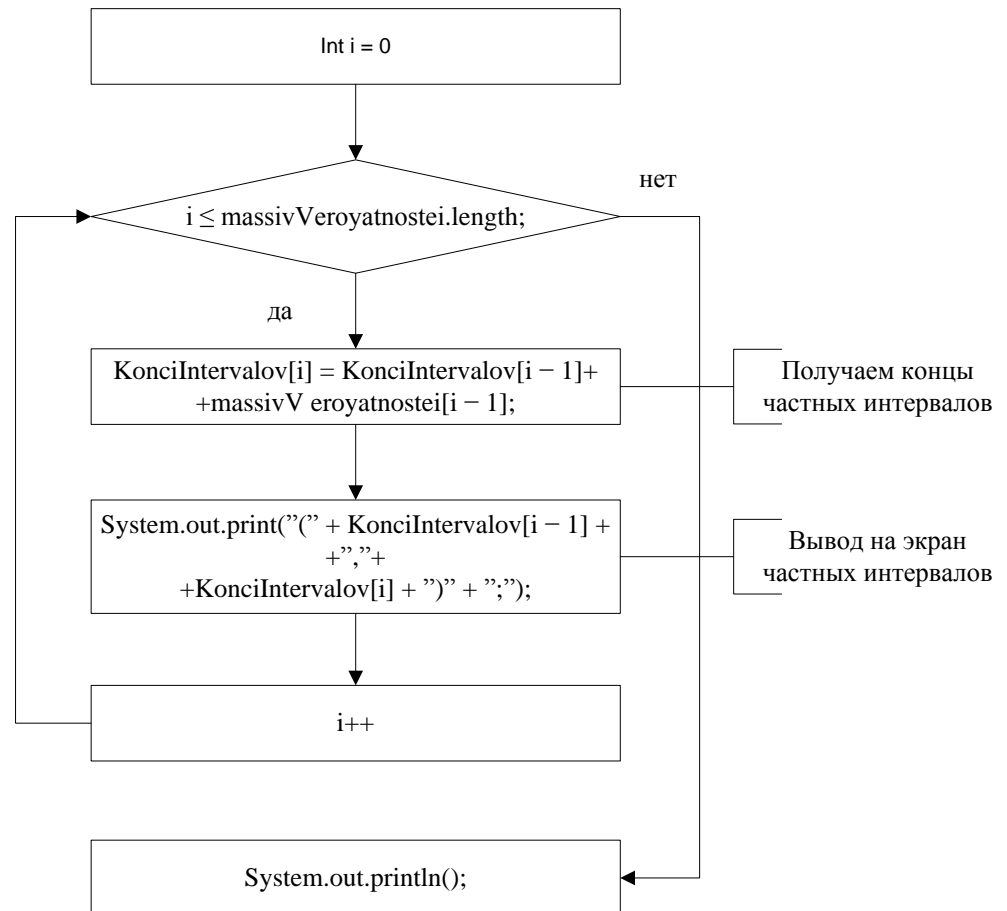 Int i = 0
нет
i ≤ massivVeroyatnostei.length;
да
KonciIntervalov[i] = KonciIntervalov[i − 1]+
+massivV eroyatnostei[i − 1];
Получаем концы
частных интервалов
System.out.print(”(” + KonciIntervalov[i − 1] +
+”,”+
+KonciIntervalov[i] + ”)” + ”;”);
Вывод на экран
частных интервалов
i++
System.out.println();